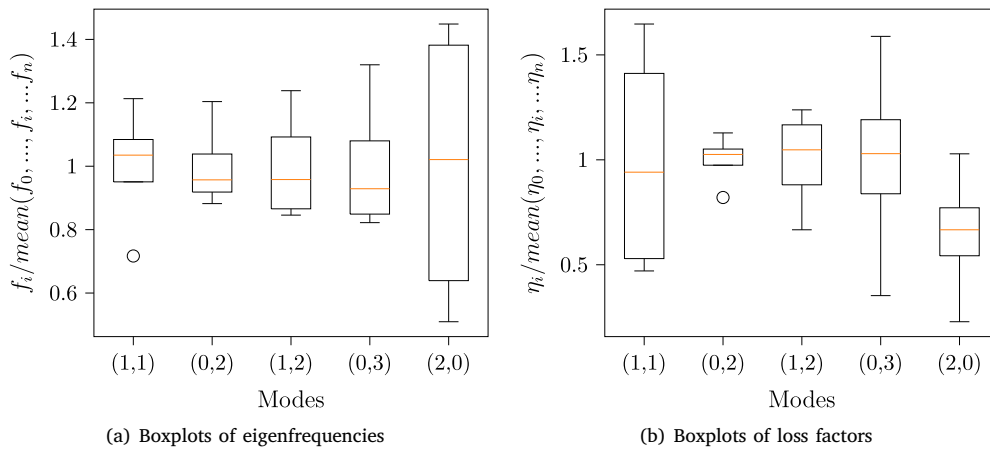 f_i/mean(f_0, ..., f_i, ...f_n)
1.4
1.2
1
0.8
0.6
(1,1) (0,2) (1,2) (0,3) (2,0)
Modes
(a) Boxplots of eigenfrequencies
η_i/mean(η_0, ..., η_i, ...η_n)
1.5
1
0.5
(1,1) (0,2) (1,2) (0,3) (2,0)
Modes
(b) Boxplots of loss factors